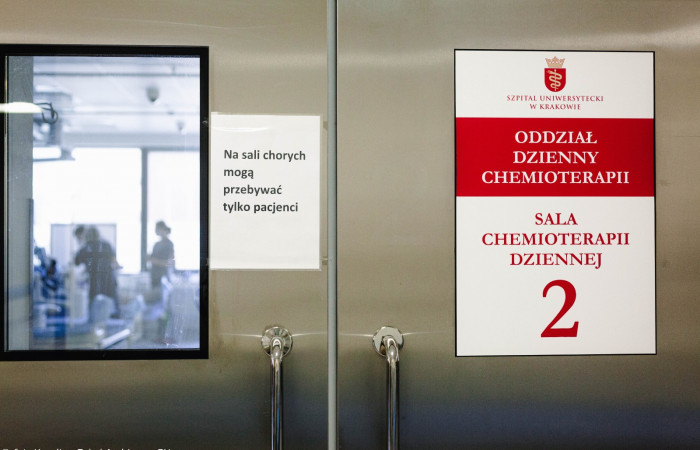 Na sali chorych
mogą
przebywać
tylko pacjenci
SZPITAL UNIWERSYTECKI
W KRAKOWIE
ODDZIAŁ
DZIENNY
CHEMIOTERAPII
SALA
CHEMIOTERAPII
DZIENNEJ
2